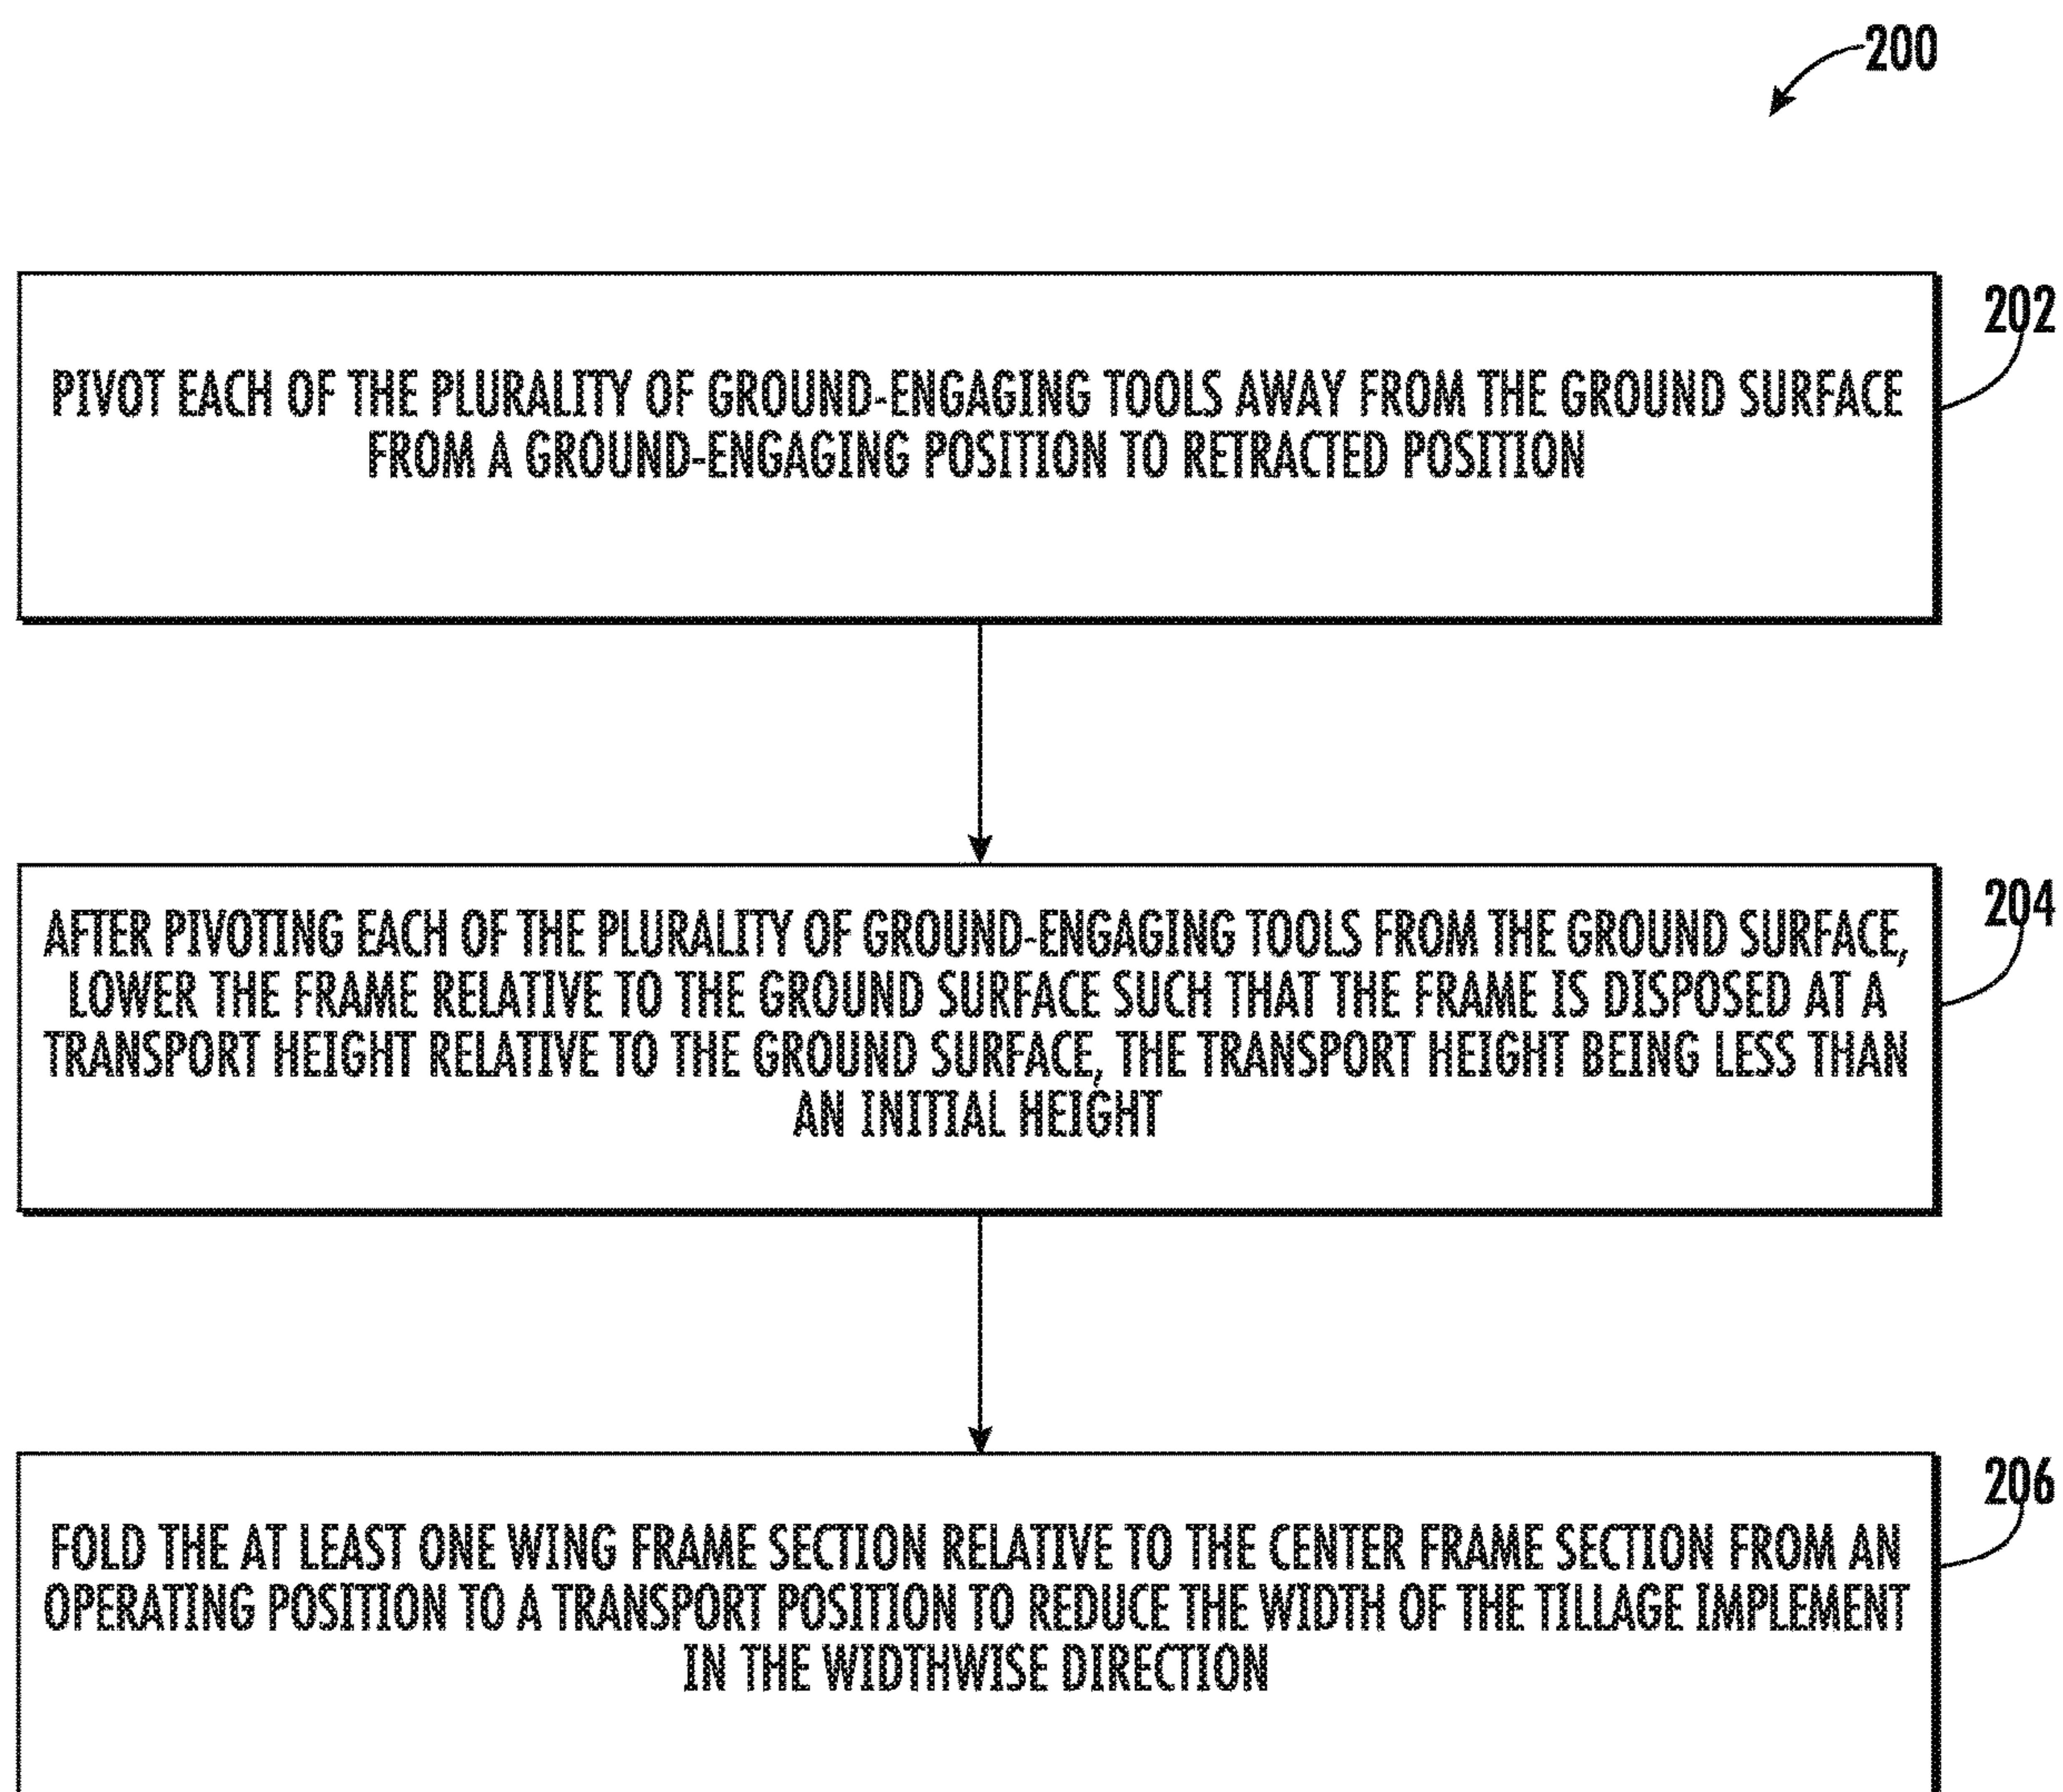 200
202
PIVOT EACH OF THE PLURALITY OF GROUND-ENGAGING TOOLS AWAY FROM THE GROUND SURFACE
FROM A GROUND-ENGAGING POSITION TO RETRACTED POSITION
204
AFTER PIVOTING EACH OF THE PLURALITY OF GROUND-ENGAGING TOOLS FROM THE GROUND SURFACE,
LOWER THE FRAME RELATIVE TO THE GROUND SURFACE SUCH THAT THE FRAME IS DISPOSED AT A
TRANSPORT HEIGHT RELATIVE TO THE GROUND SURFACE, THE TRANSPORT HEIGHT BEING LESS THAN
AN INITIAL HEIGHT
206
FOLD THE AT LEAST ONE WING FRAME SECTION RELATIVE TO THE CENTER FRAME SECTION FROM AN
OPERATING POSITION TO A TRANSPORT POSITION TO REDUCE THE WIDTH OF THE TILLAGE IMPLEMENT
IN THE WIDTHWISE DIRECTION